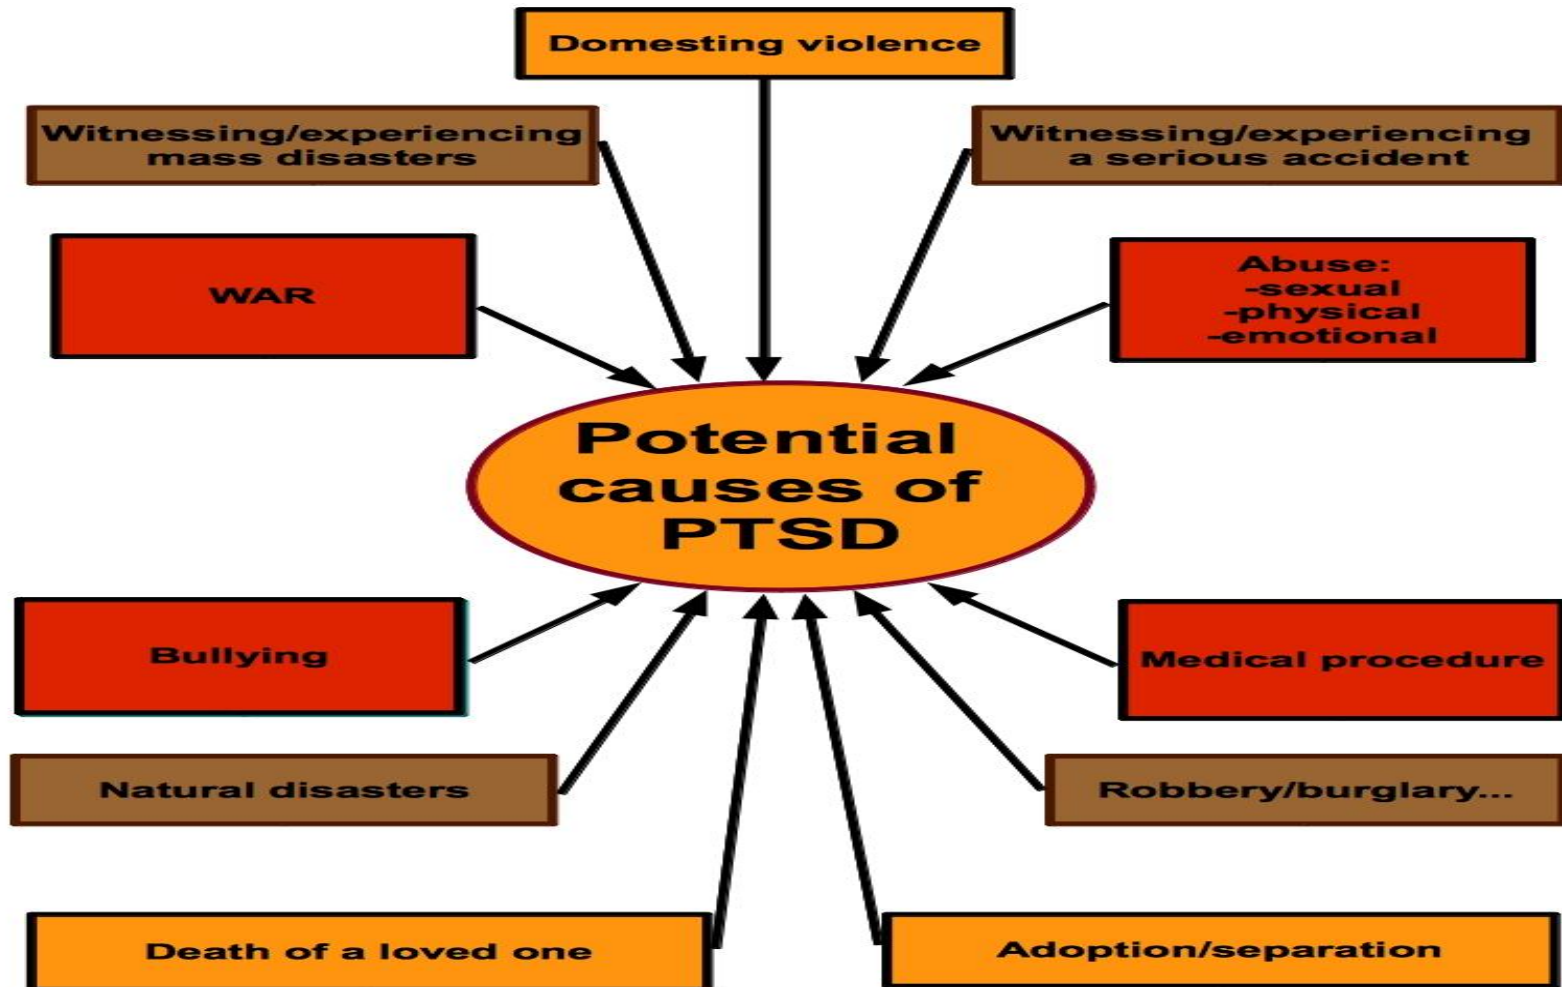 Domesting violence
Witnessing/experiencing
mass disasters
Witnessing/experiencing
a serious accident
WAR
Abuse:
-sexual
-physical
-emotional
Potential
causes of
PTSD
Bullying
Medical procedure
Natural disasters
Robbery/burglary...
Death of a loved one
Adoption/separation